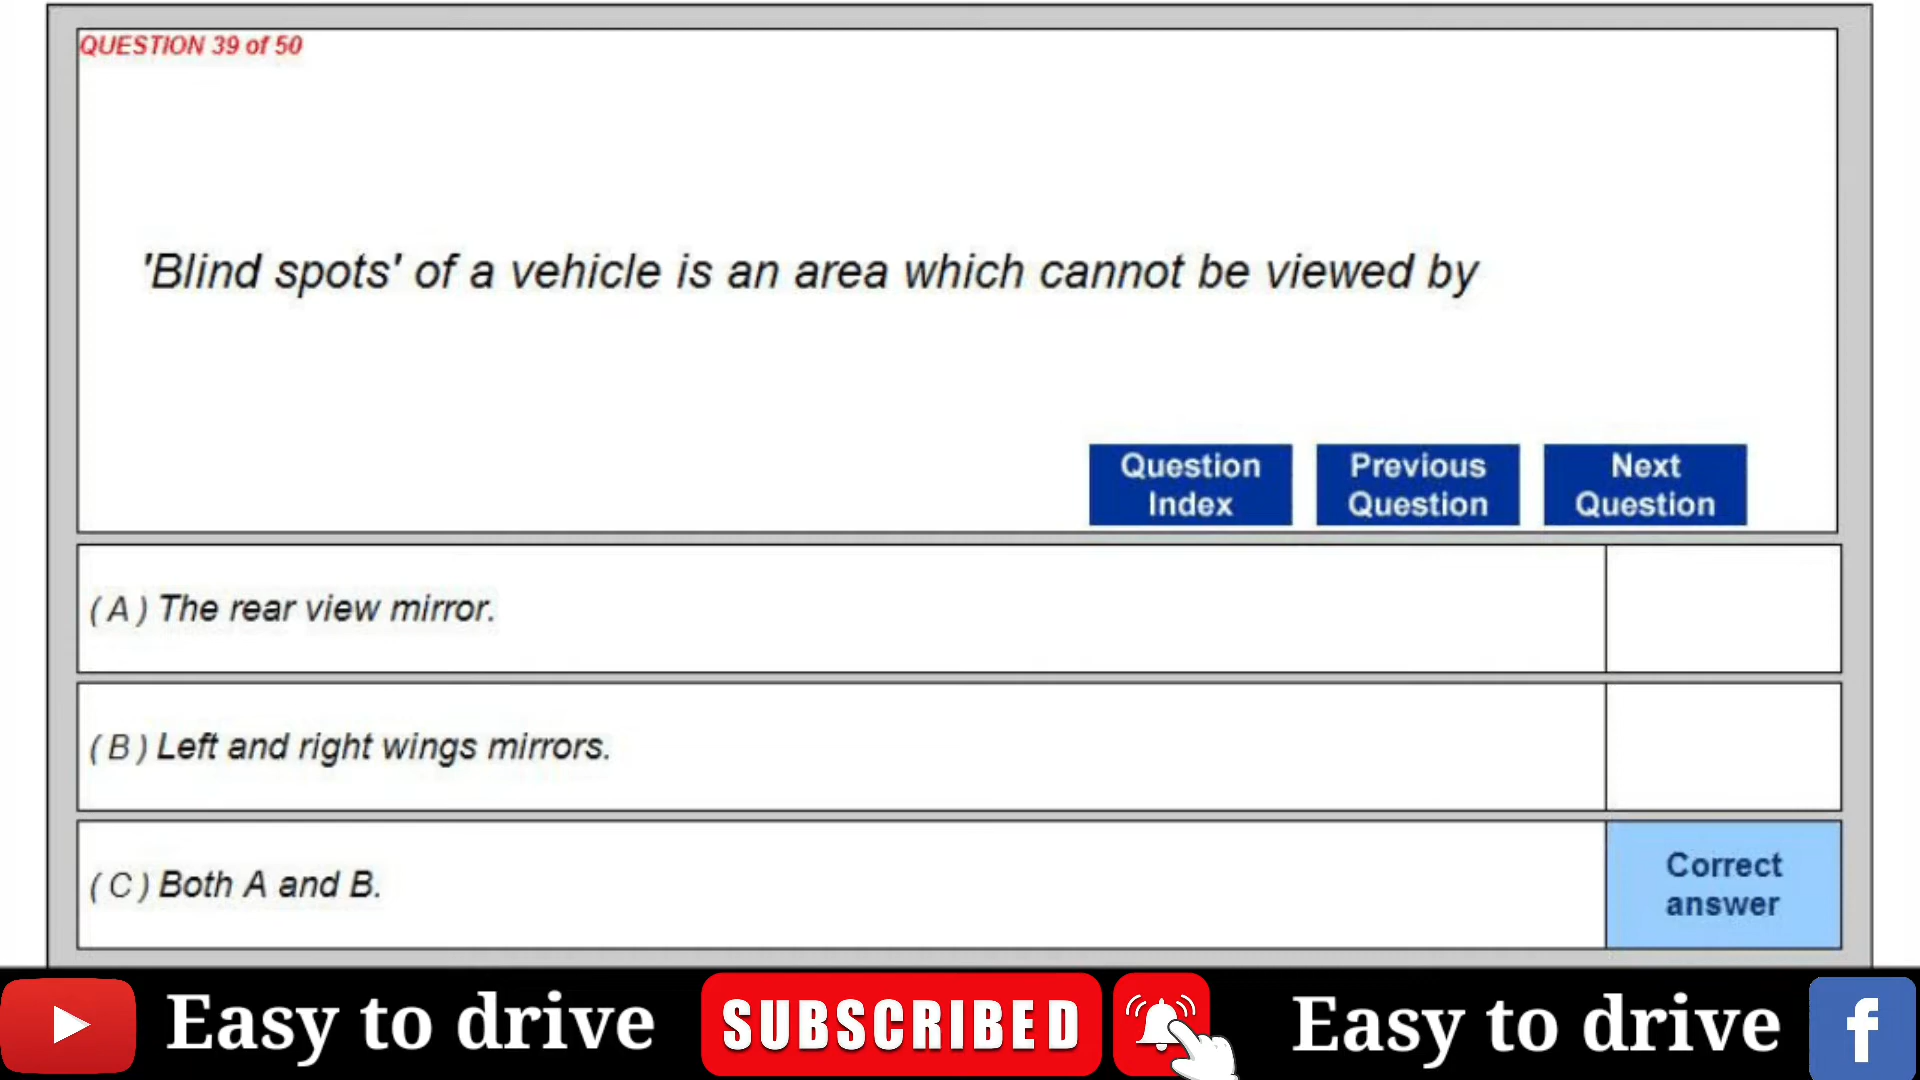 QUESTION 39 of 50
'Blind spots' of a vehicle is an area which cannot be viewed by
Question
Index
Previous
Question
Next
Question
( A ) The rear view mirror.
( B ) Left and right wings mirrors.
( C ) Both A and B.
Correct
answer
Easy to drive SUBSCRIBED Easy to drive f